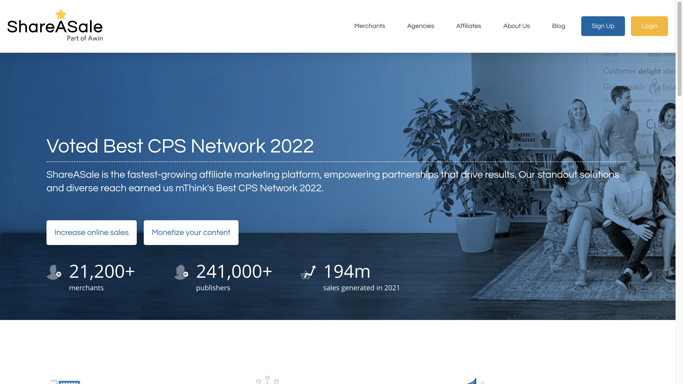 ShareASale
Part of Awin
Merchants
Agencies
Affiliates
About Us
Blog
Sign Up
Login
Customer delight
Voted Best CPS Network 2022
ShareASale is the fastest-growing affiliate marketing platform, empowering partnerships that drive results. Our standout solutions
and diverse reach earned us mThink's Best CPS Network 2022.
Increase online sales
Monetize your content
21,200+
merchants
241,000+
publishers
194m
sales generated in 2021